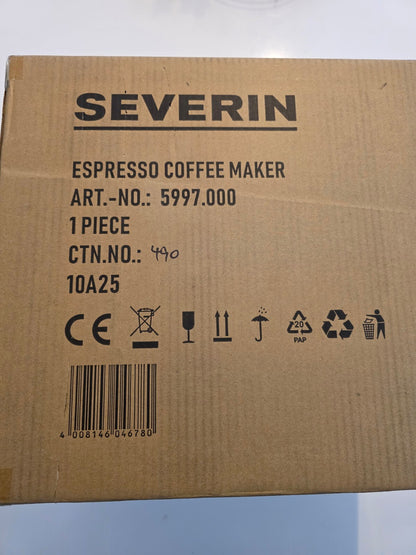 SEVERIN
ESPRESSO COFFEE MAKER
ART.-NO.: 5997.000
1 PIECE
CTN.NO.: 490
10A25
CE
20
PAP
4 008146 046780